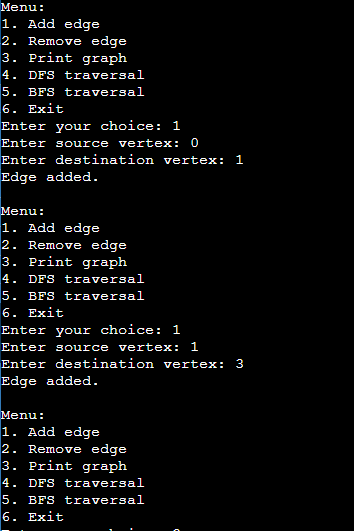 Menu:
1. Add edge
2. Remove edge
3. Print graph
4. DFS traversal
5. BFS traversal
6. Exit
Enter your choice: 1
Enter source vertex: 0
Enter destination vertex: 1
Edge added.
Menu:
1. Add edge
2. Remove edge
3. Print graph
4. DFS traversal
5. BFS traversal
6. Exit
Enter your choice: 1
Enter source vertex: 1
Enter destination vertex: 3
Edge added.
Menu:
1. Add edge
2. Remove edge
3. Print graph
4. DFS traversal
5. BFS traversal
6. Exit